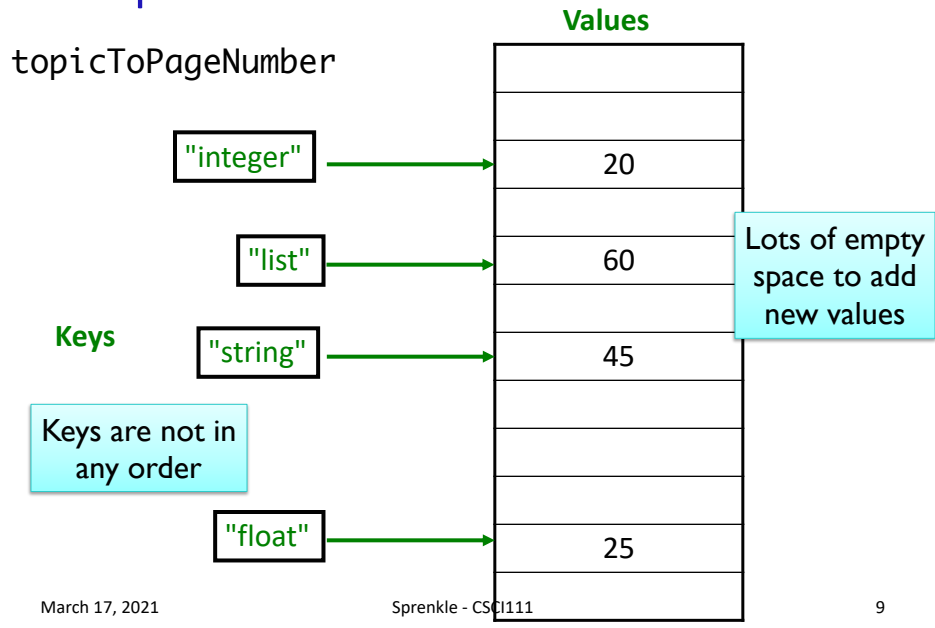 Values
topicToPageNumber
"integer"
20
"list"
60
Lots of empty
space to add
new values
Keys
"string"
45
Keys are not in
any order
"float"
25
March 17, 2021
Sprenkle - CSCI111
9